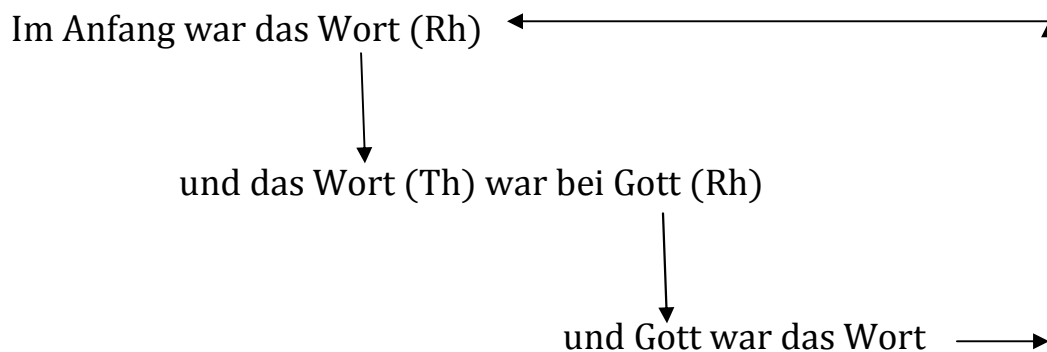 Im Anfang war das Wort (Rh)
und das Wort (Th) war bei Gott (Rh)
und Gott war das Wort